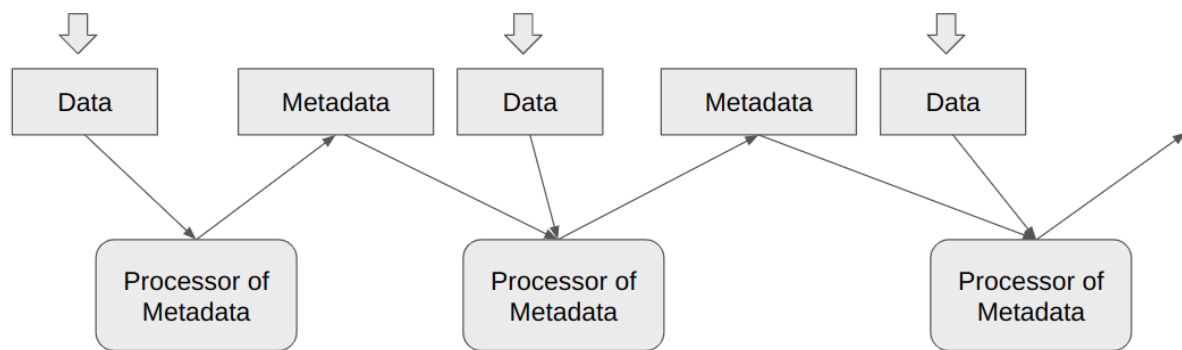 Data
Metadata
Data
Metadata
Data
Processor of
Metadata
Processor of
Metadata
Processor of
Metadata